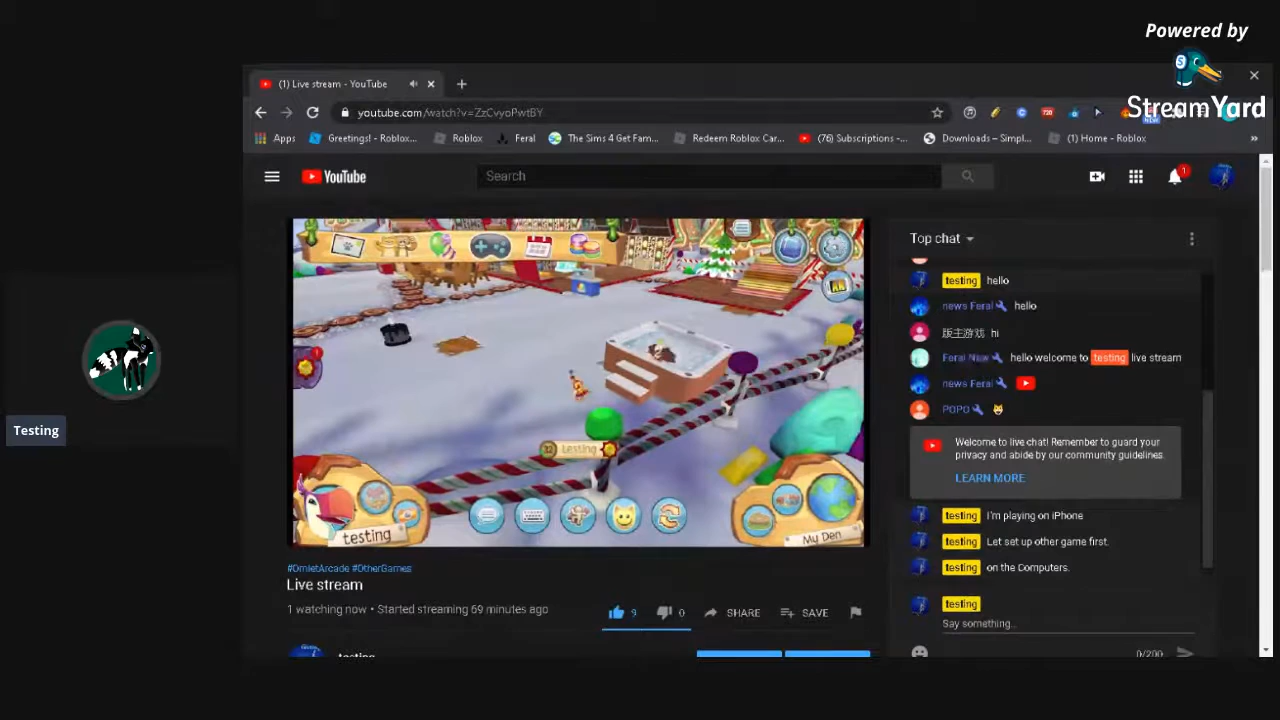 Powered by
StreamYard
(1) Live stream - YouTube
youtube.com/watch?v=ZzCvyoPwtBY
NEW
Apps
Greetings! - Roblox...
Roblox
Feral
The Sims 4 Get Fam...
Redeem Roblox Car...
(76) Subscriptions -...
Downloads – Simpl...
(1) Home - Roblox
»
YouTube
Search
1
Top chat
testing hello
news Feral hello
版主游戏 hi
Feral New hello welcome to testing live stream
news Feral
POPO
Welcome to live chat! Remember to guard your
privacy and abide by our community guidelines.
LEARN MORE
testing I'm playing on iPhone
testing Let set up other game first.
testing on the Computers.
testing
Say something...
0/200
testing
testing
My Den
#OmletArcade #OtherGames
Live stream
1 watching now • Started streaming 69 minutes ago
9
0
SHARE
SAVE
testing
Testing